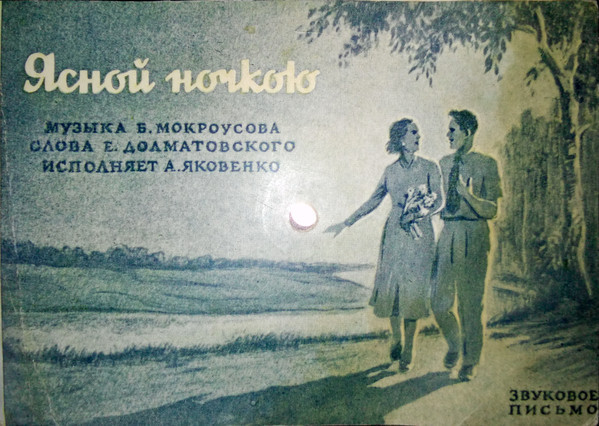 Ясной ночкою
МУЗЫКА Б. МОКРОУСОВА
СЛОВА Е. ДОЛМАТОВСКОГО
ИСПОЛНЯЕТ А. ЯКОВЕНКО
ЗВУКОВОЕ
ПИСЬМО